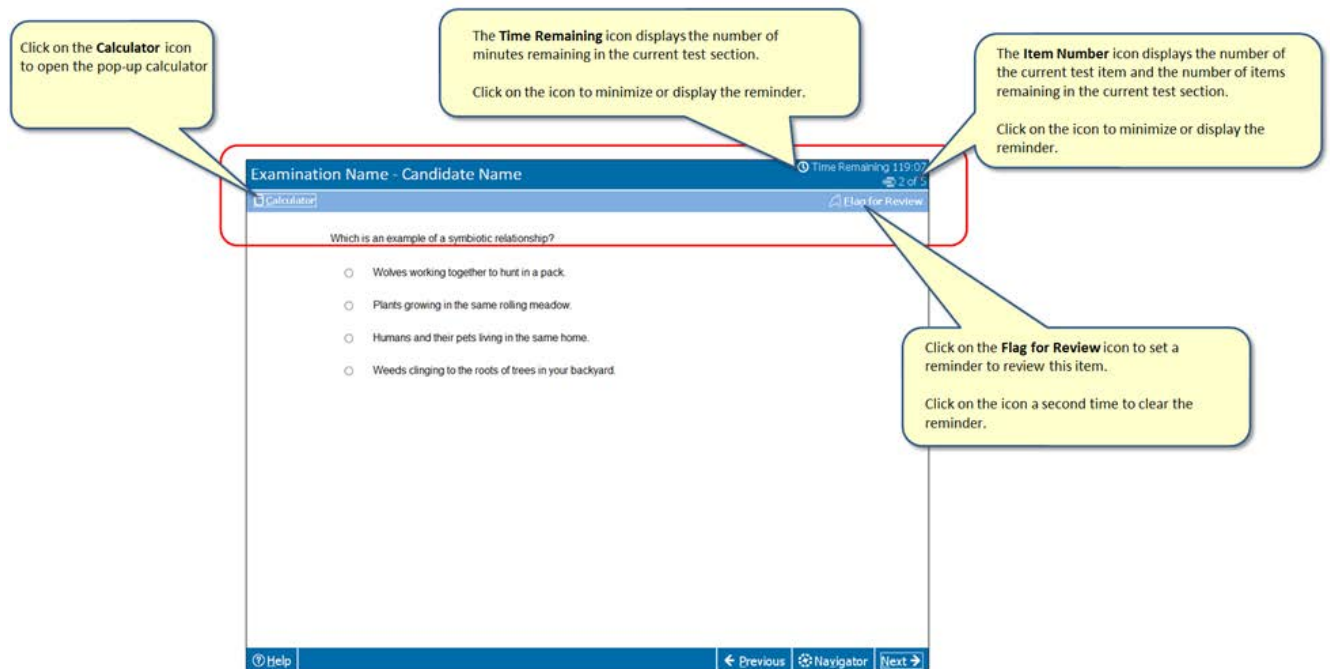 Click on the Calculator icon
to open the pop-up calculator
The Time Remaining icon displays the number of
minutes remaining in the current test section.
Click on the icon to minimize or display the reminder.
The Item Number icon displays the number of
the current test item and the number of items
remaining in the current test section.
Click on the icon to minimize or display the
reminder.
Examination Name - Candidate Name
Time Remaining 119:07
2 of 5
Calculator
Flag for Review
Which is an example of a symbiotic relationship?
Wolves working together to hunt in a pack.
Plants growing in the same rolling meadow.
Humans and their pets living in the same home.
Weeds clinging to the roots of trees in your backyard.
Click on the Flag for Review icon to set a
reminder to review this item.
Click on the icon a second time to clear the
reminder.
Help
Previous
Navigator
Next